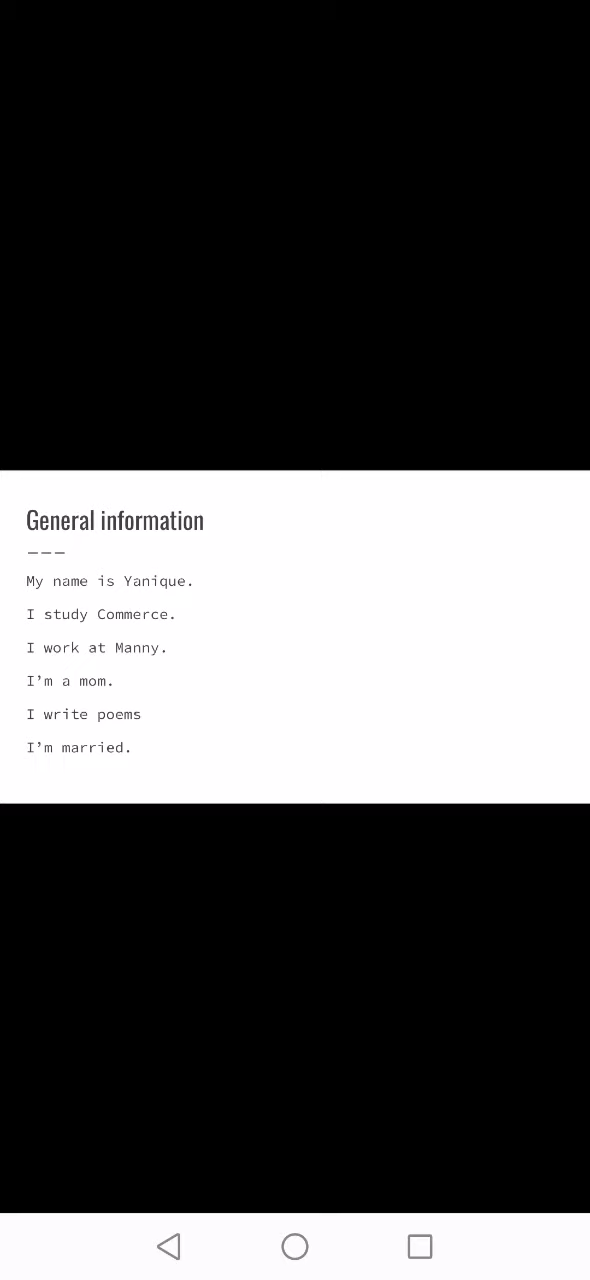 General information
———
My name is Yanique.
I study Commerce.
I work at Manny.
I’m a mom.
I write poems
I’m married.